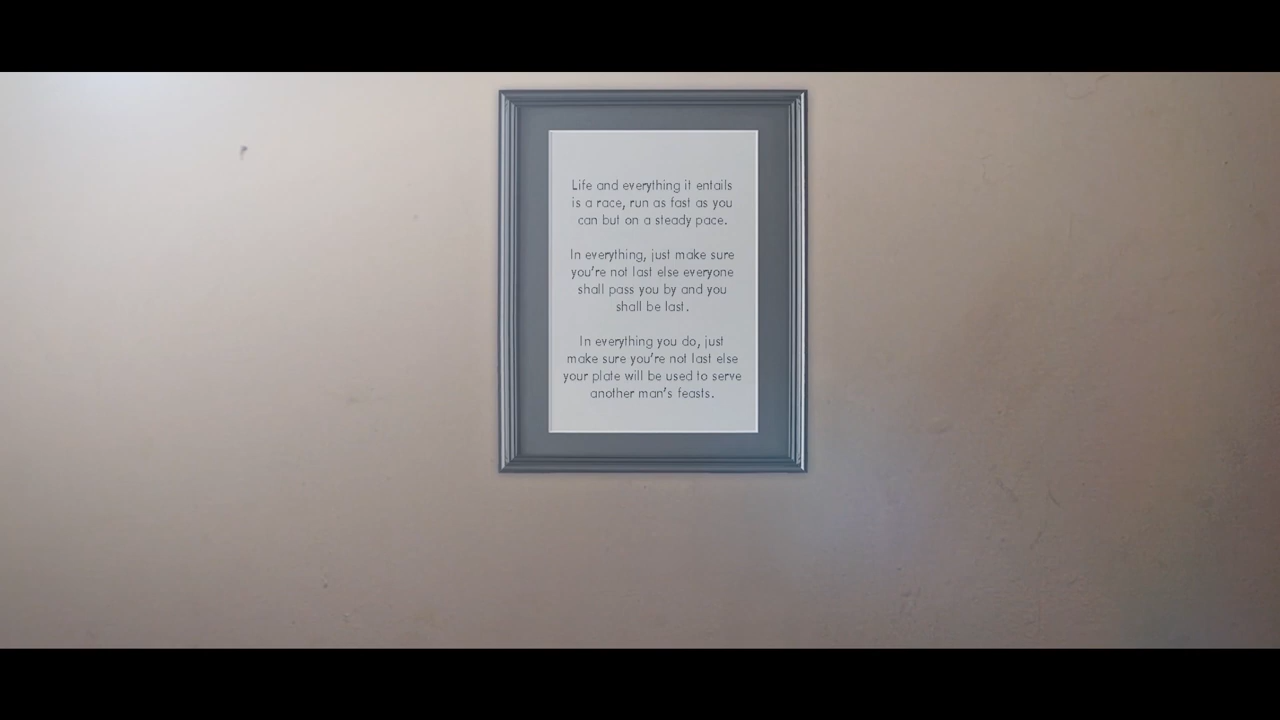 Life and everything it entails
is a race, run as fast as you
can but on a steady pace.
In everything, just make sure
you're not last else everyone
shall pass you by and you
shall be last.
In everything you do, just
make sure you're not last else
your plate will be used to serve
another man's feasts.